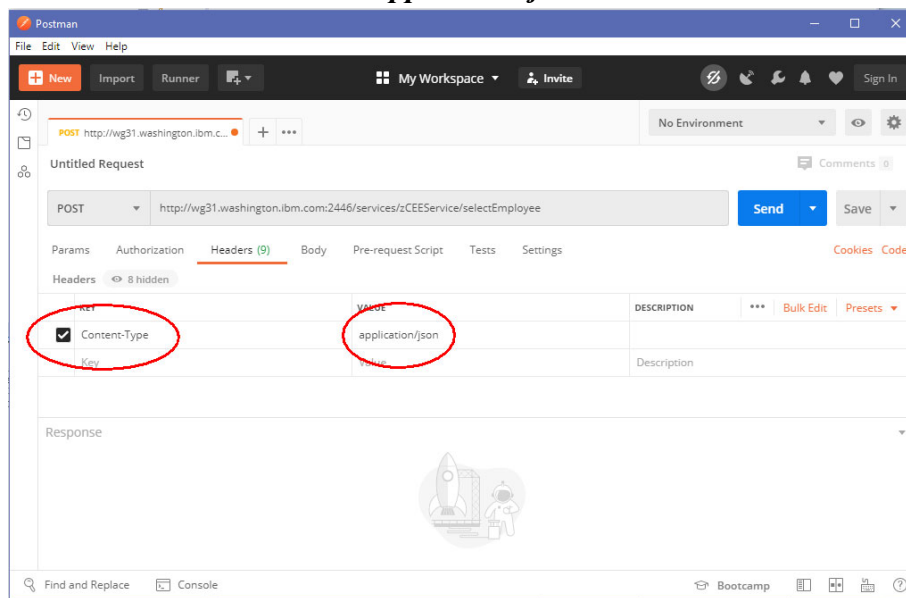 Postman
File Edit View Help
New Import Runner My Workspace Invite Sign In
POST http://wg31.washington.ibm.c... + ••• No Environment
Untitled Request Comments 0
POST http://wg31.washington.ibm.com:2446/services/zCEEService/selectEmployee Send Save
Params Authorization Headers (9) Body Pre-request Script Tests Settings Cookies Code
Headers 8 hidden
KEY VALUE DESCRIPTION ••• Bulk Edit Presets
Content-Type application/json
Key Value Description
Response
Find and Replace Console Bootcamp